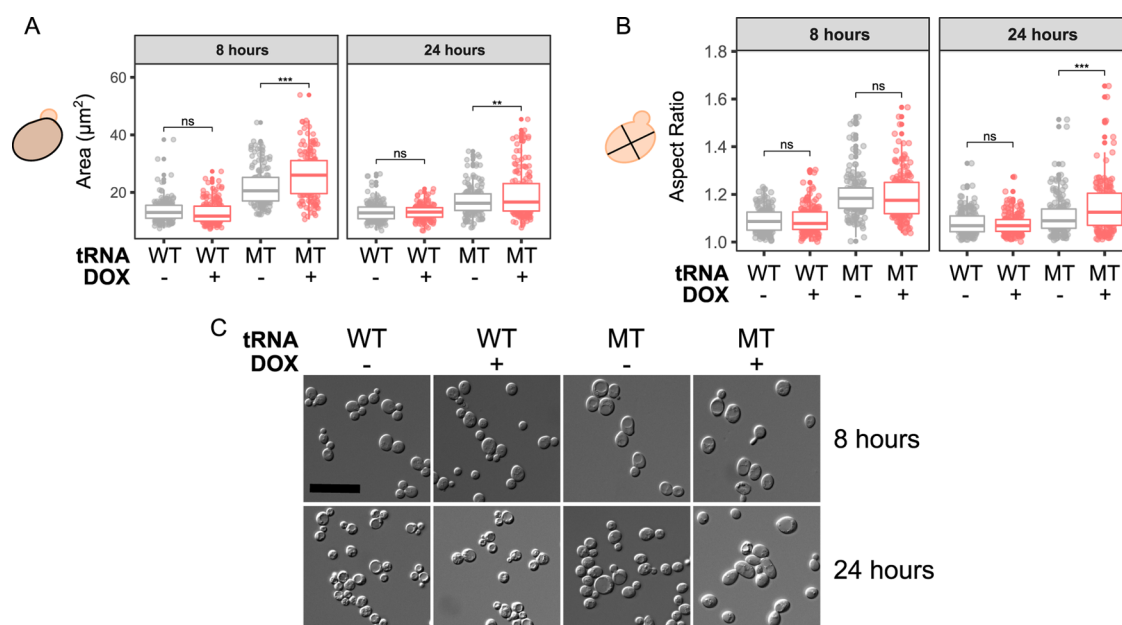 A
B
8 hours
24 hours
Area (μm²)
60
40
20
ns
***
ns
**
tRNA WT WT MT MT WT WT MT MT
DOX - + - + - + - +
8 hours
24 hours
Aspect Ratio
1.8
1.6
1.4
1.2
1.0
ns
ns
ns
***
tRNA WT WT MT MT WT WT MT MT
DOX - + - + - + - +
C
tRNA WT WT MT MT
DOX - + - +
8 hours
24 hours